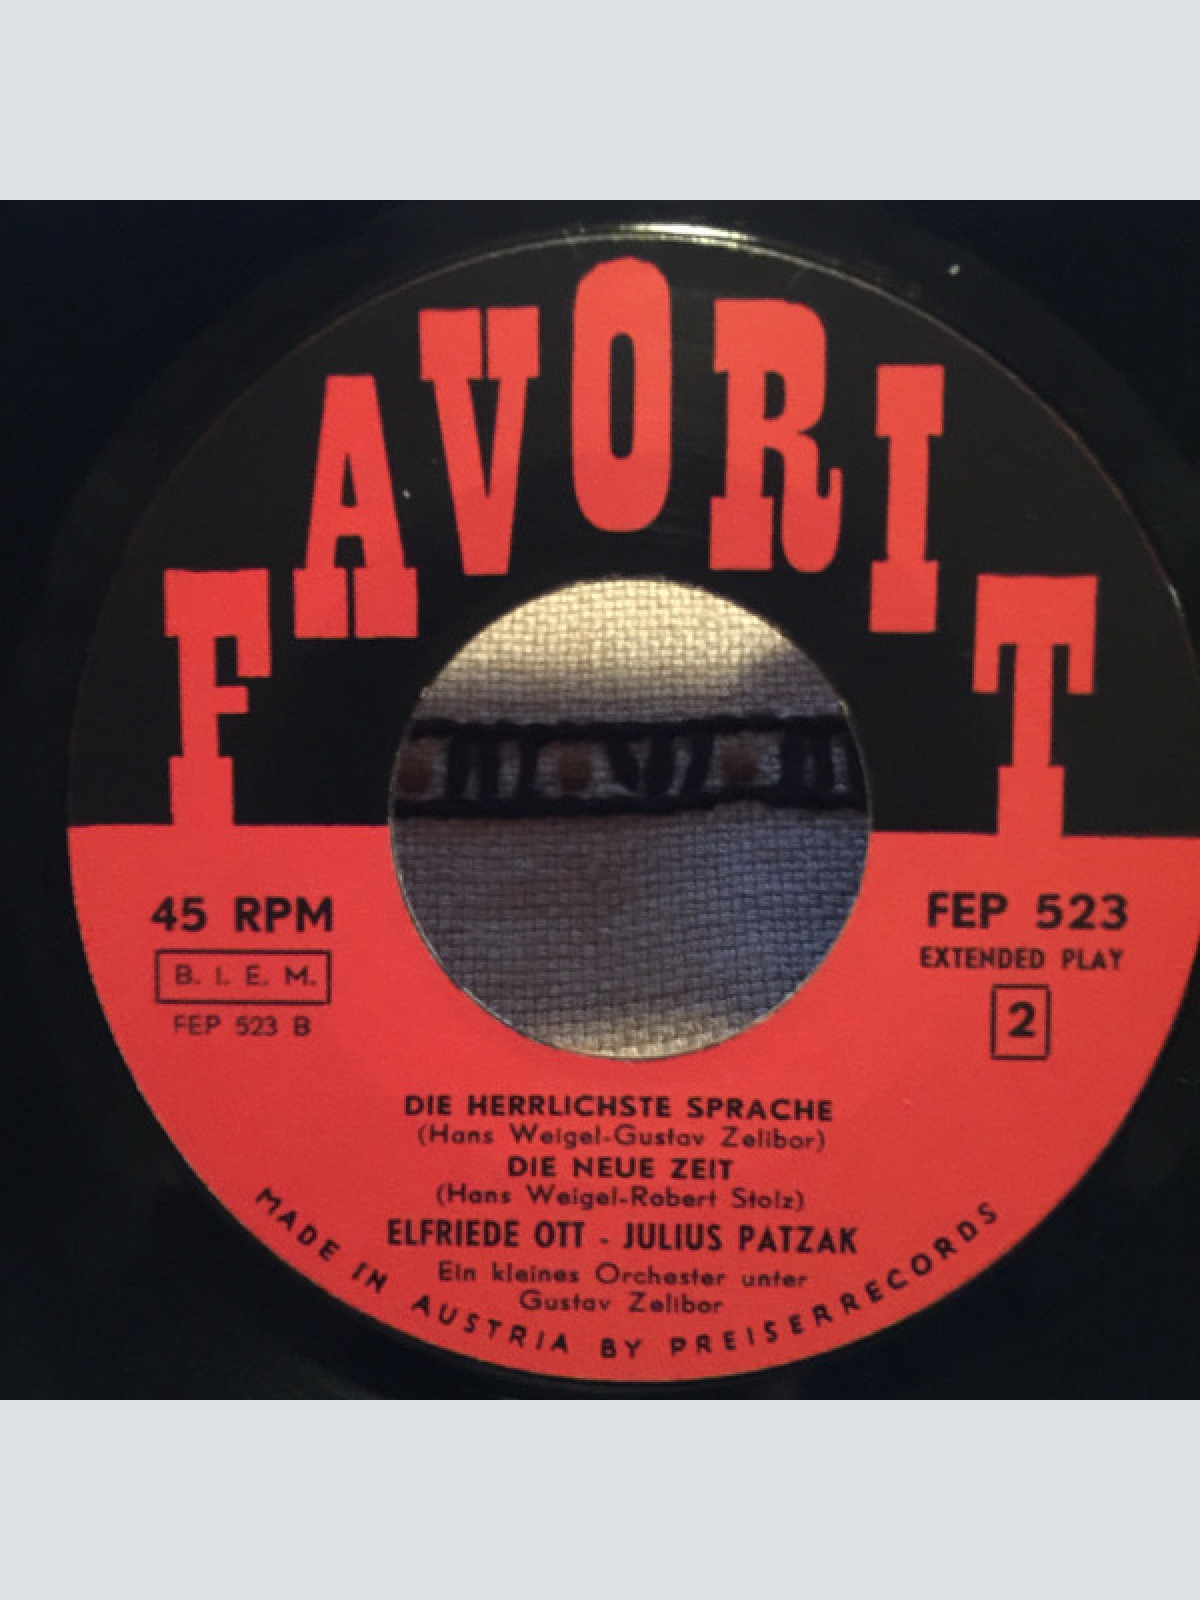 FAVORIT
45 RPM
B. I. E. M.
FEP 523 B
FEP 523
EXTENDED PLAY
2
DIE HERRLICHSTE SPRACHE
(Hans Weigel-Gustav Zelibor)
DIE NEUE ZEIT
(Hans Weigel-Robert Stolz)
ELFRIEDE OTT - JULIUS PATZAK
Ein kleines Orchester unter
Gustav Zelibor
MADE IN AUSTRIA BY PREISERRECORDS